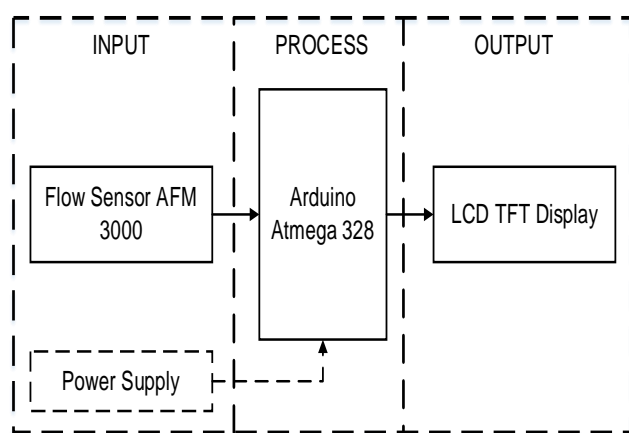 INPUT
PROCESS
OUTPUT
Flow Sensor AFM
3000
Arduino
Atmega 328
LCD TFT Display
Power Supply